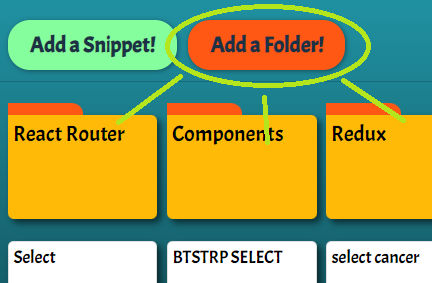 Add a Snippet! Add a Folder!
React Router Components Redux
Select BTSTRP SELECT select cancer